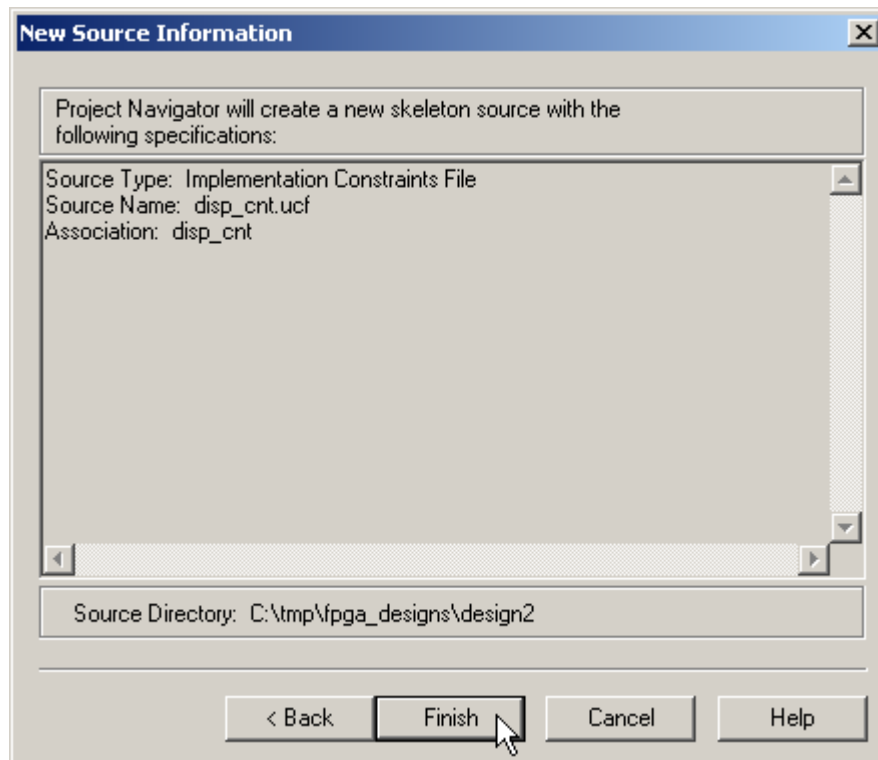 New Source Information
Project Navigator will create a new skeleton source with the
following specifications:
Source Type:  Implementation Constraints File
Source Name:  disp_cnt.ucf
Association:  disp_cnt
Source Directory:  C:\tmp\fpga_designs\design2
< Back
Finish
Cancel
Help